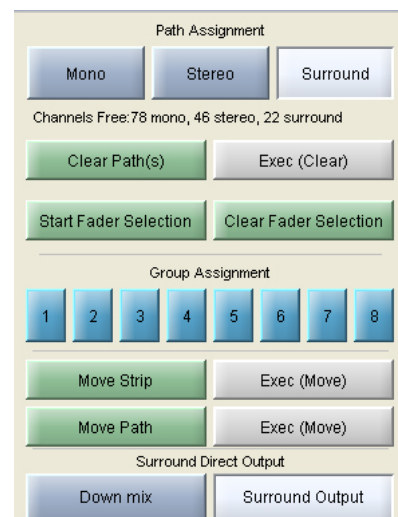 Path Assignment
Mono Stereo Surround
Channels Free:78 mono, 46 stereo, 22 surround
Clear Path(s) Exec (Clear)
Start Fader Selection Clear Fader Selection
Group Assignment
1 2 3 4 5 6 7 8
Move Strip Exec (Move)
Move Path Exec (Move)
Surround Direct Output
Down mix Surround Output